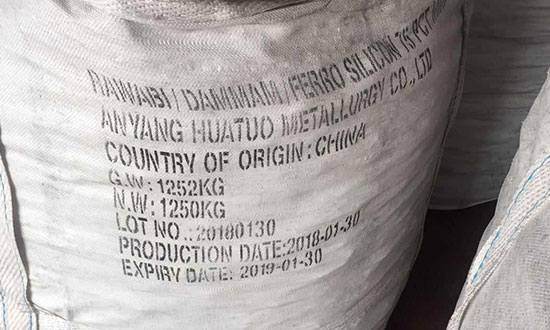 RAWABI / DAMMAM / FERRO SILICON 75 PCT
ANYANG HUATUO METALLURGY CO.,LTD
COUNTRY OF ORIGIN : CHINA
G.W : 1252KG
N.W : 1250KG
LOT NO .: 20180130
PRODUCTION DATE:2018-01-30
EXPIRY DATE: 2019-01-30